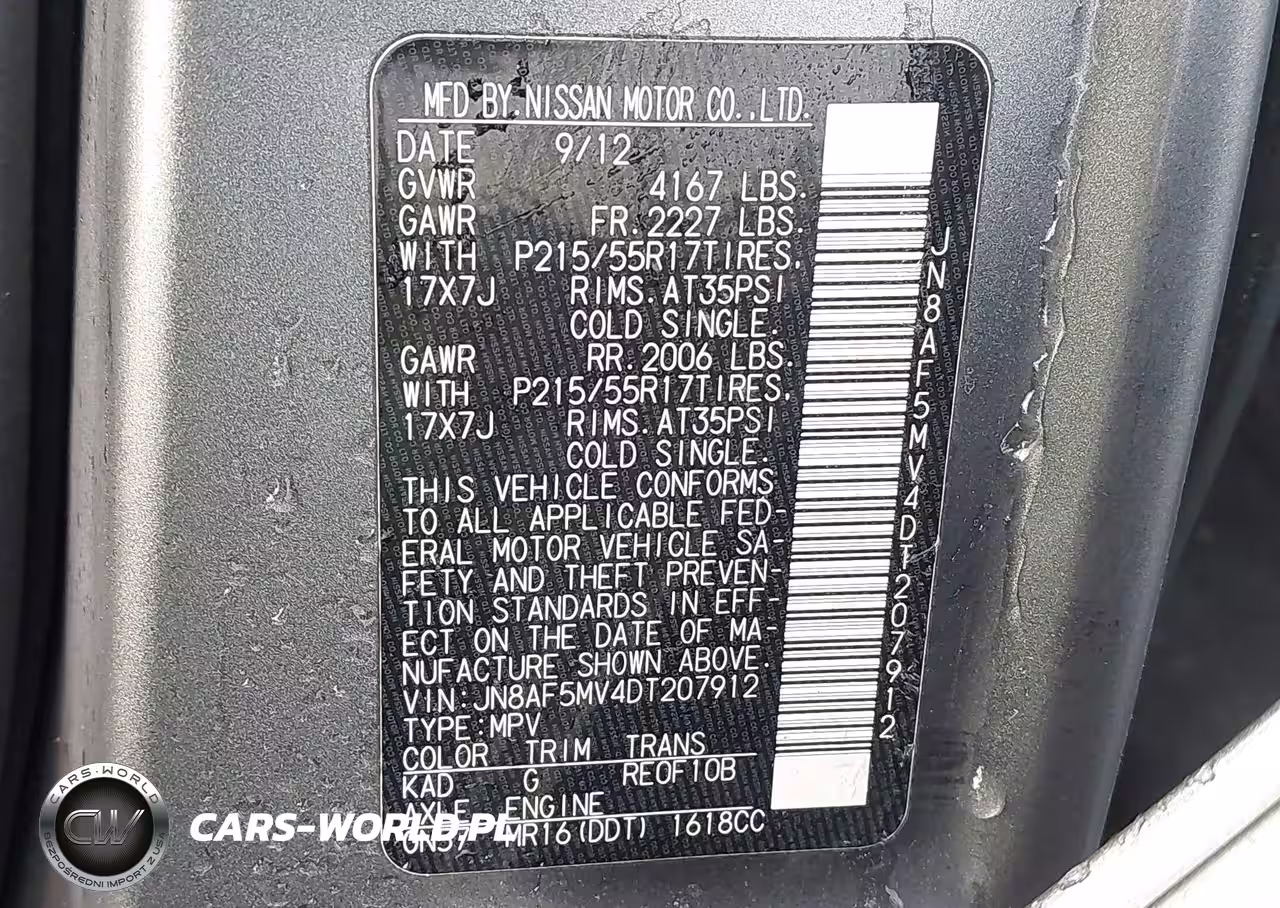 MFD BY NISSAN MOTOR CO.,LTD.
DATE 9/12
GVWR 4167 LBS.
GAWR FR.2227 LBS.
WITH P215/55R17TIRES.
17X7J RIMS.AT35PSI
COLD SINGLE.
GAWR RR.2006 LBS.
WITH P215/55R17TIRES.
17X7J RIMS.AT35PSI
COLD SINGLE.
THIS VEHICLE CONFORMS
TO ALL APPLICABLE FED-
ERAL MOTOR VEHICLE SA-
FETY AND THEFT PREVEN-
TION STANDARDS IN EFF-
ECT ON THE DATE OF MA-
NUFACTURE SHOWN ABOVE.
VIN:JN8AF5MV4DT207912
TYPE:MPV
COLOR TRIM TRANS
KAD G RE0F10B
AXLE ENGINE
GN37 MR16(DDT) 1618CC
JN8AF5MV4DT207912
CARS-WORLD
CW
BEZPOŚREDNI IMPORT Z USA
CARS-WORLD.PL